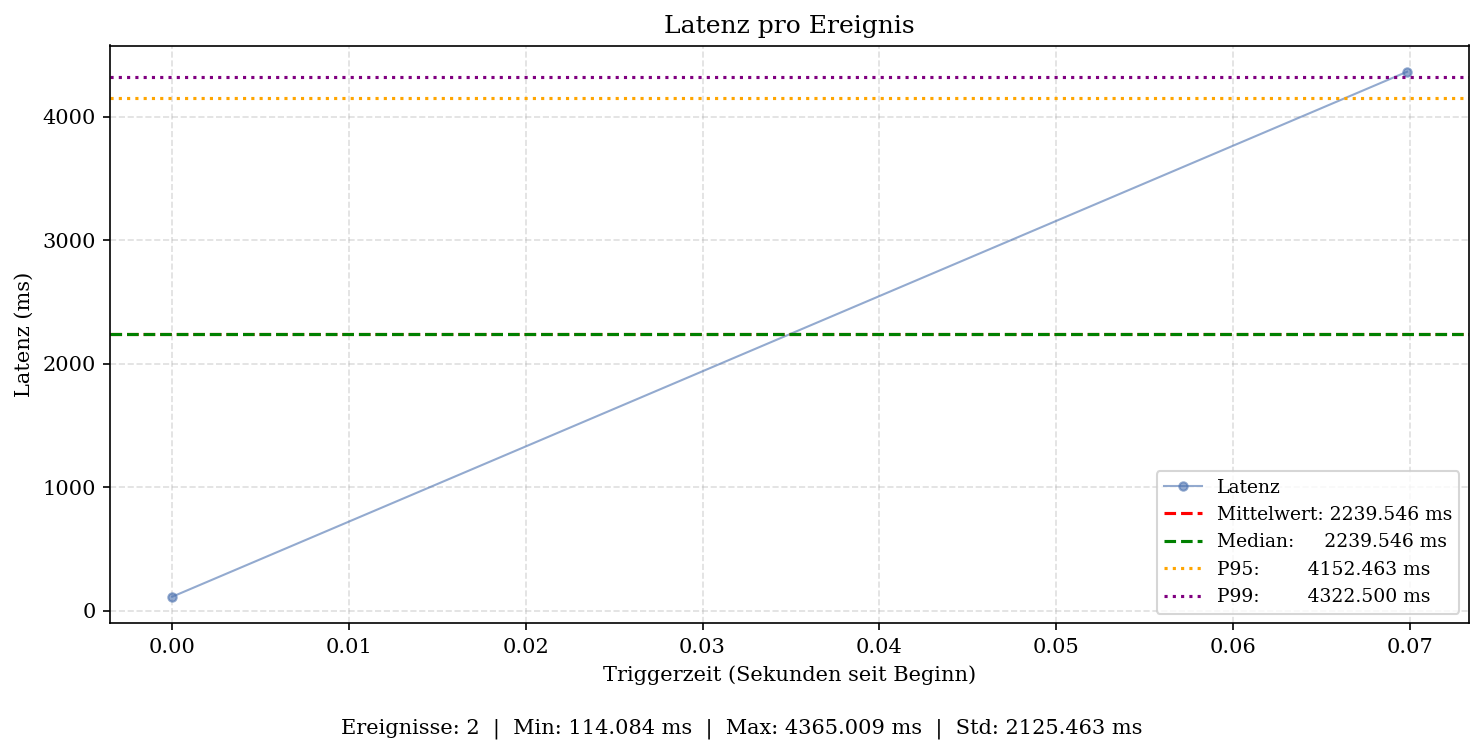 Latenz pro Ereignis
Latenz (ms)
4000
3000
2000
1000
0
0.00 0.01 0.02 0.03 0.04 0.05 0.06 0.07
Triggerzeit (Sekunden seit Beginn)
Latenz
Mittelwert: 2239.546 ms
Median: 2239.546 ms
P95: 4152.463 ms
P99: 4322.500 ms
Ereignisse: 2 | Min: 114.084 ms | Max: 4365.009 ms | Std: 2125.463 ms